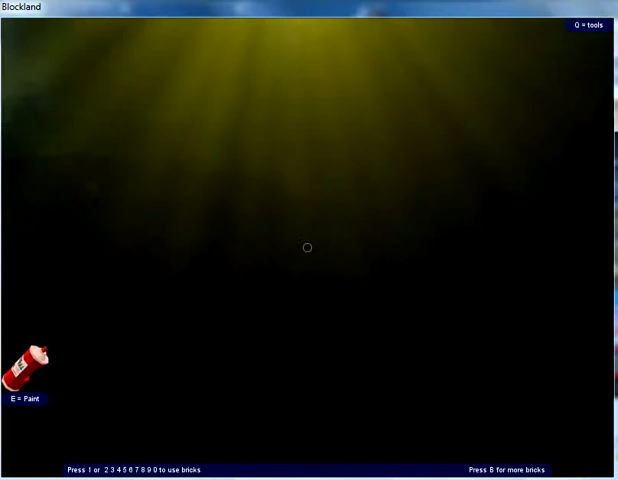 Blockland
Q = tools
E = Paint
Press 1 or 2 3 4 5 6 7 8 9 0 to use bricks
Press B for more bricks